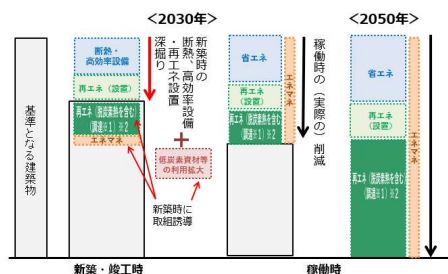 ＜2030年＞
＜2050年＞
基準となる建築物
断熱・
高効率設備
再エネ（設置）
再エネ（脱炭素熱を含む）
（調達※1）※2
エネマネ
新築時の
断熱、高効率設備
・再エネ設置
深掘り
＋
低炭素資材等
の利用拡大
新築時に
取組誘導
省エネ
再エネ
（設置）
再エネ（脱炭素熱を含む）
（調達※1）※2
エネマネ
稼働時の（実際の）削減
省エネ
再エネ
（設置）
再エネ（脱炭素熱を含む）
（調達※1）※2
エネマネ
新築・竣工時
稼働時